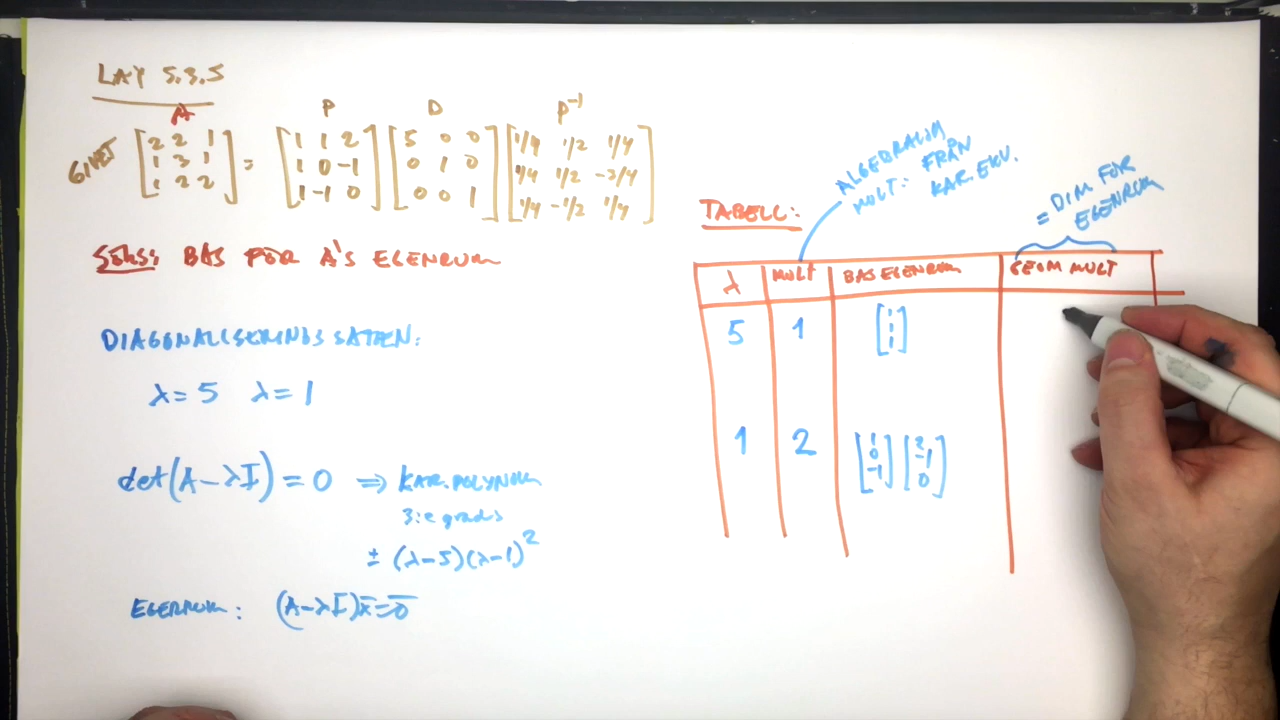 LAY 5.3.5
A P D P⁻¹
GIVET [2 2 1; 1 3 1; 1 2 2] = [1 1 2; 1 0 -1; 1 -1 0] [5 0 0; 0 1 0; 0 0 1] [1/4 1/2 1/4; 1/4 1/2 -3/4; 1/4 -1/2 1/4]
SÖKS: BAS FÖR A'S EGENRUM
DIAGONALISERINGSSATSEN:
λ=5 λ=1
det(A-λI)=0 ⇒ KAR.POLYNOM
3:e grads
± (λ-5)(λ-1)²
EGENRUM: (A-λI)x̄=0̄
ALGEBRAISK
MULT. FRÅN
KAR.EKV.
= DIM FÖR
EGENRUM
TABELL:
λ MULT BAS EGENRUM GEOM MULT
5 1 [1; 1; 1]
1 2 [1; 0; -1] [2; -1; 0]